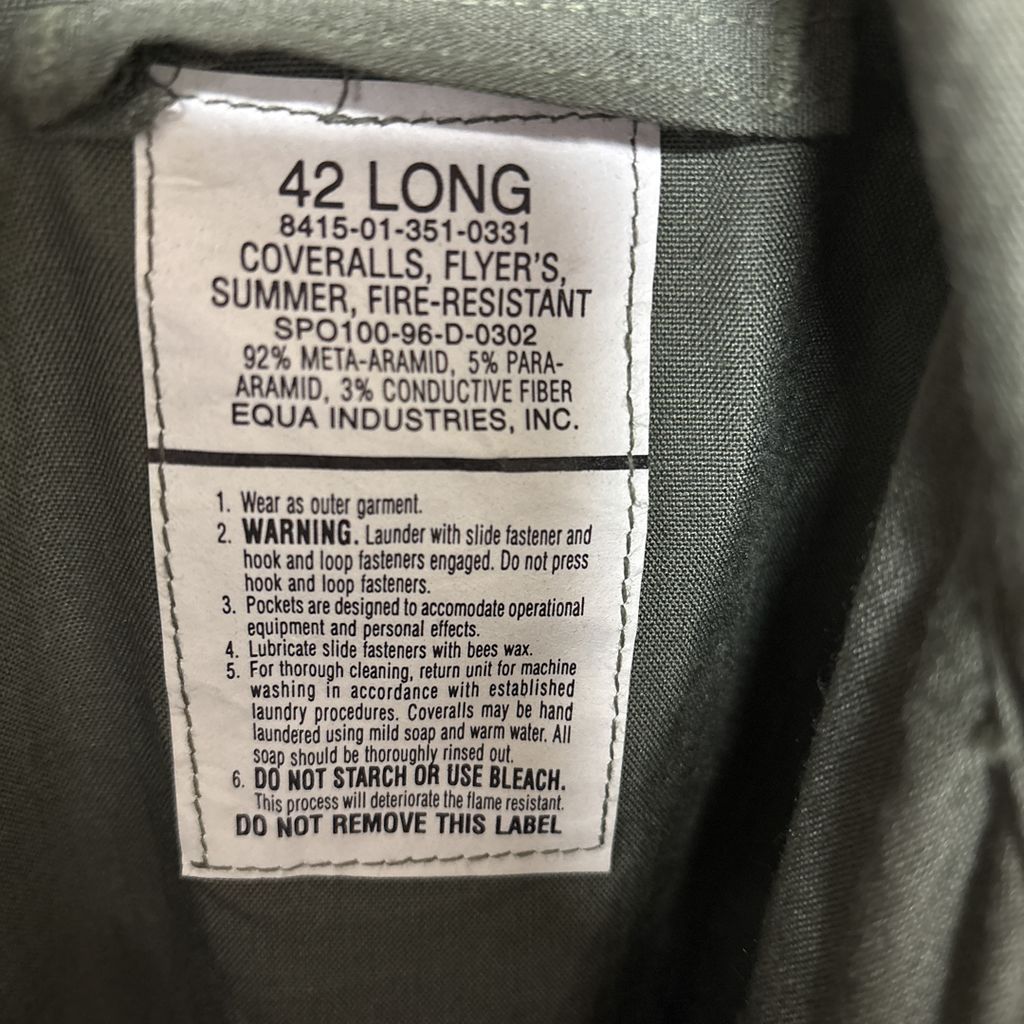 42 LONG
8415-01-351-0331
COVERALLS, FLYER'S,
SUMMER, FIRE-RESISTANT
SPO100-96-D-0302
92% META-ARAMID, 5% PARA-
ARAMID, 3% CONDUCTIVE FIBER
EQUA INDUSTRIES, INC.
1. Wear as outer garment.
2. WARNING. Launder with slide fastener and
hook and loop fasteners engaged. Do not press
hook and loop fasteners.
3. Pockets are designed to accomodate operational
equipment and personal effects.
4. Lubricate slide fasteners with bees wax.
5. For thorough cleaning, return unit for machine
washing in accordance with established
laundry procedures. Coveralls may be hand
laundered using mild soap and warm water. All
soap should be thoroughly rinsed out.
6. DO NOT STARCH OR USE BLEACH.
This process will deteriorate the flame resistant.
DO NOT REMOVE THIS LABEL